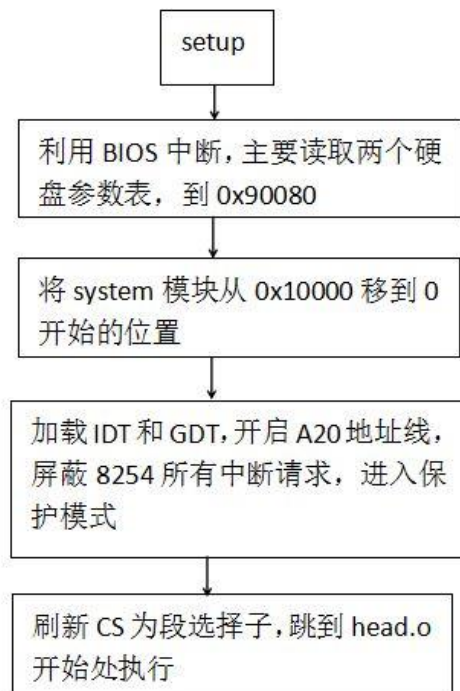 setup
利用 BIOS 中断，主要读取两个硬
盘参数表，到 0x90080
将 system 模块从 0x10000 移到 0
开始的位置
加载 IDT 和 GDT，开启 A20 地址线，
屏蔽 8254 所有中断请求，进入保
护模式
刷新 CS 为段选择子，跳到 head.o
开始处执行